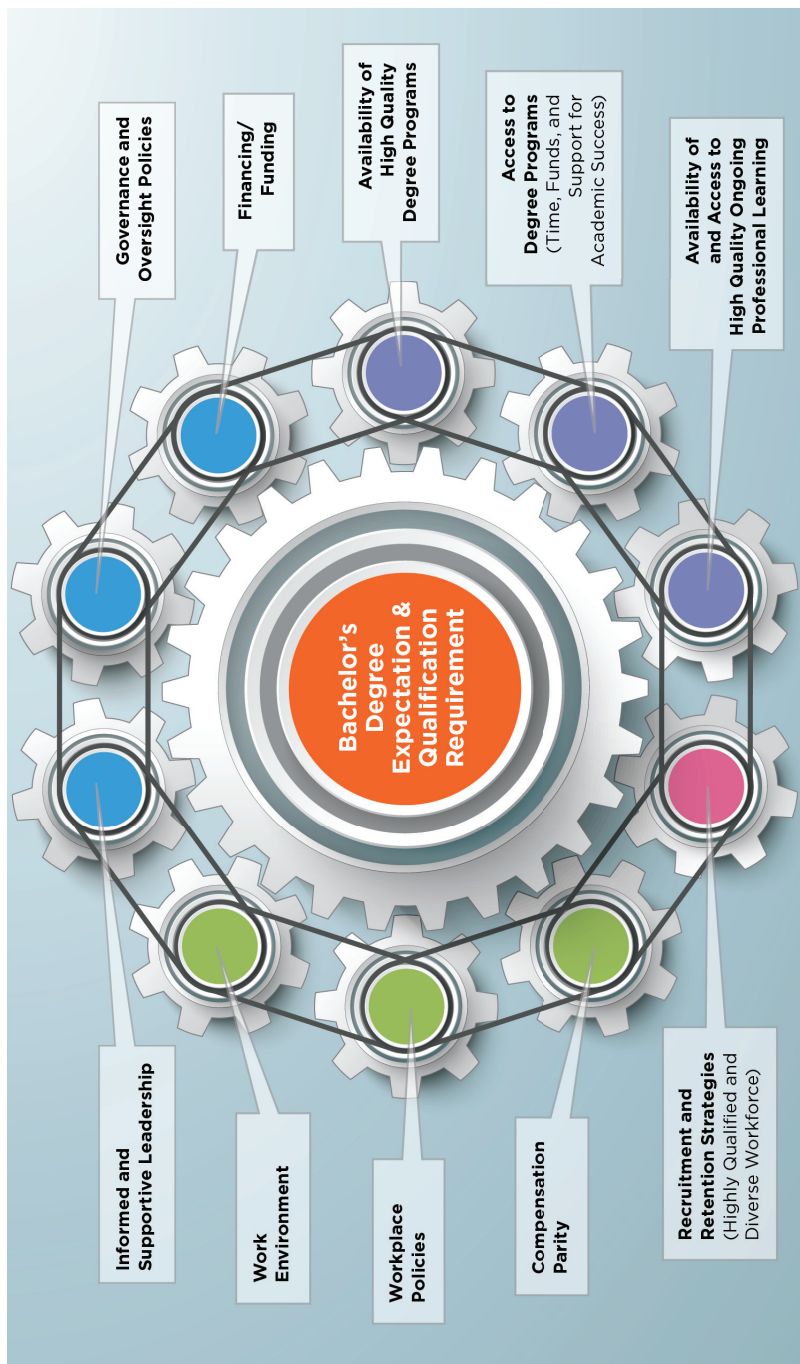 Informed and
Supportive Leadership
Governance and
Oversight Policies
Work
Environment
Financing/
Funding
Workplace
Policies
Bachelor's
Degree
Expectation &
Qualification
Requirement
Availability of
High Quality
Degree Programs
Compensation
Parity
Access to
Degree Programs
(Time, Funds, and
Support for
Academic Success)
Recruitment and
Retention Strategies
(Highly Qualified and
Diverse Workforce)
Availability of
and Access to
High Quality Ongoing
Professional Learning